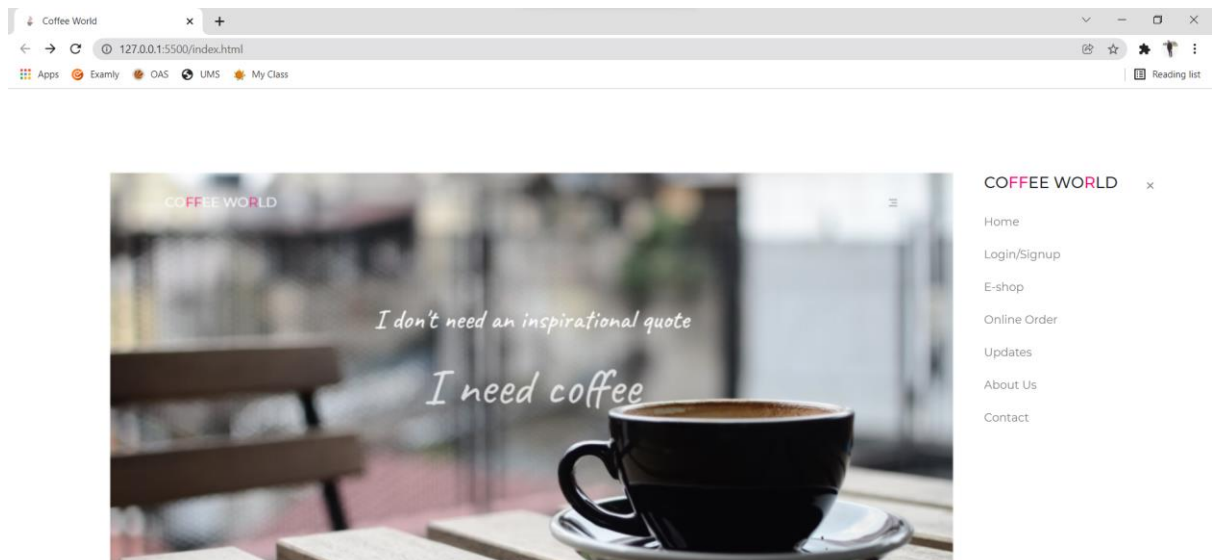 Coffee World
127.0.0.1:5500/index.html
Apps Examly OAS UMS My Class Reading list
COFFEE WORLD
COFFEE WORLD
I don't need an inspirational quote
I need coffee
Home
Login/Signup
E-shop
Online Order
Updates
About Us
Contact